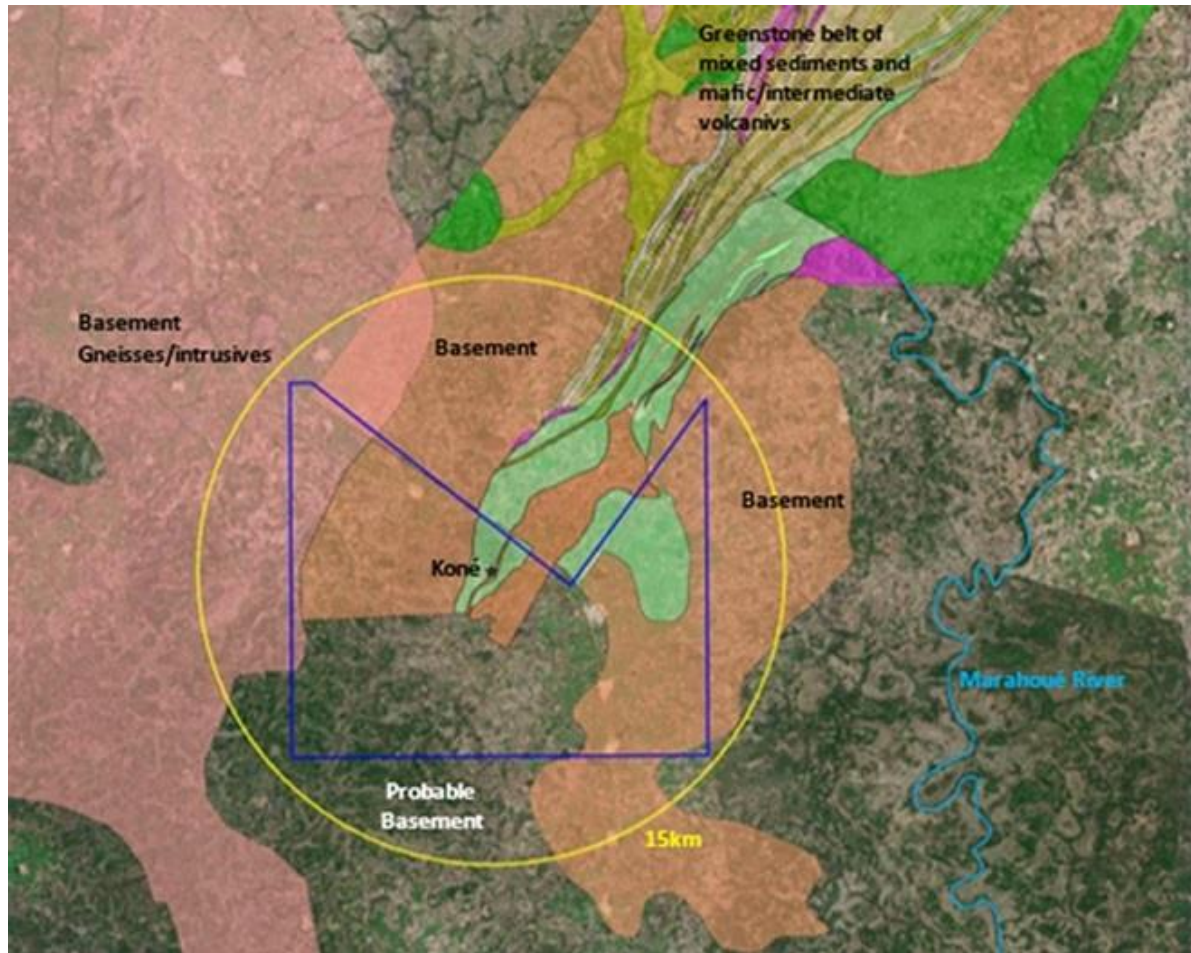 Greenstone belt of
mixed sediments and
mafic/intermediate
volcanivs
Basement
Gneisses/intrusives
Basement
Basement
Koné
Marahoué River
Probable
Basement
15km